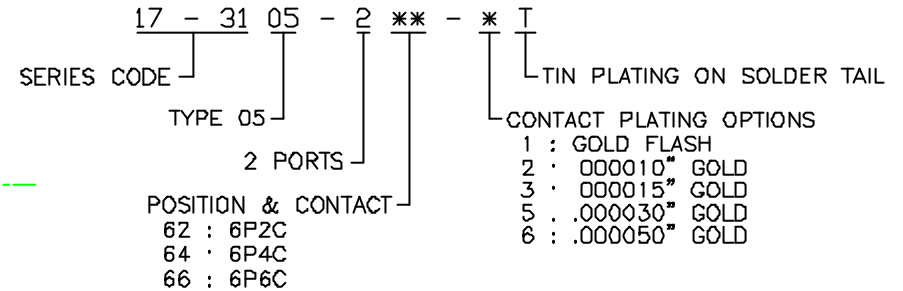 17 - 31 05 - 2 ** - * T
SERIES CODE
TIN PLATING ON SOLDER TAIL
TYPE 05
CONTACT PLATING OPTIONS
1 : GOLD FLASH
2 · 000010" GOLD
3 · 000015" GOLD
5 . .000030" GOLD
6 : .000050" GOLD
2 PORTS
POSITION & CONTACT
62 : 6P2C
64 · 6P4C
66 : 6P6C